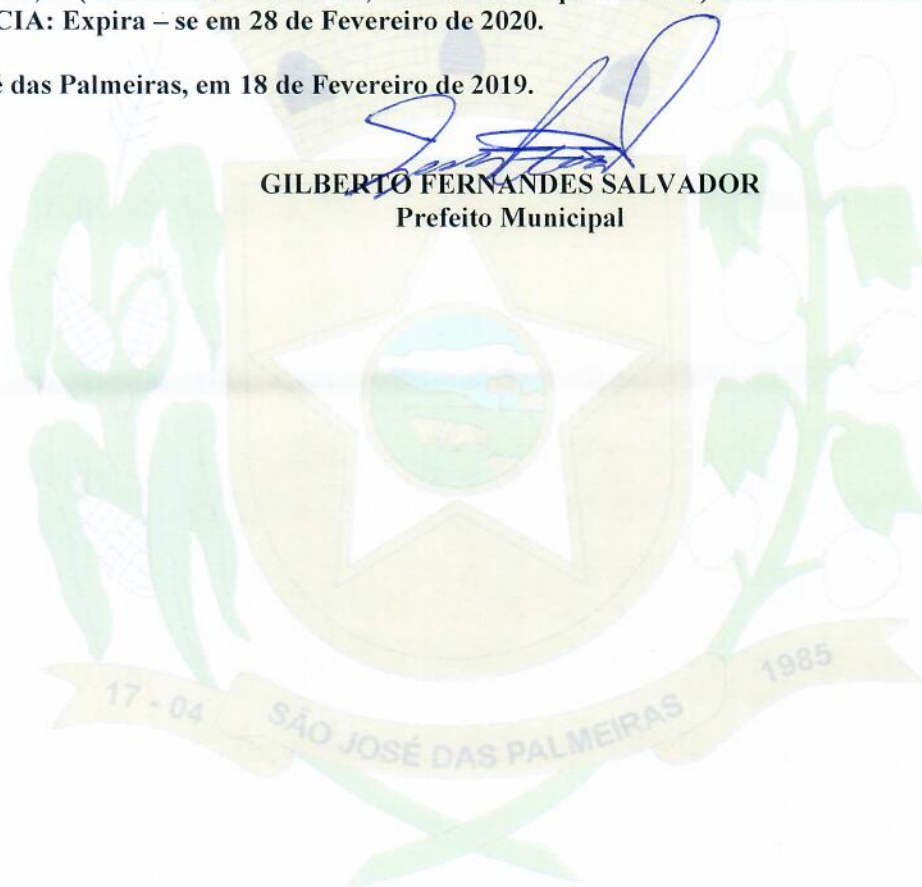 CIA: Expira – se em 28 de Fevereiro de 2020.
das Palmeiras, em 18 de Fevereiro de 2019.
GILBERTO FERNANDES SALVADOR
Prefeito Municipal
17 - 04 SÃO JOSÉ DAS PALMEIRAS 1985